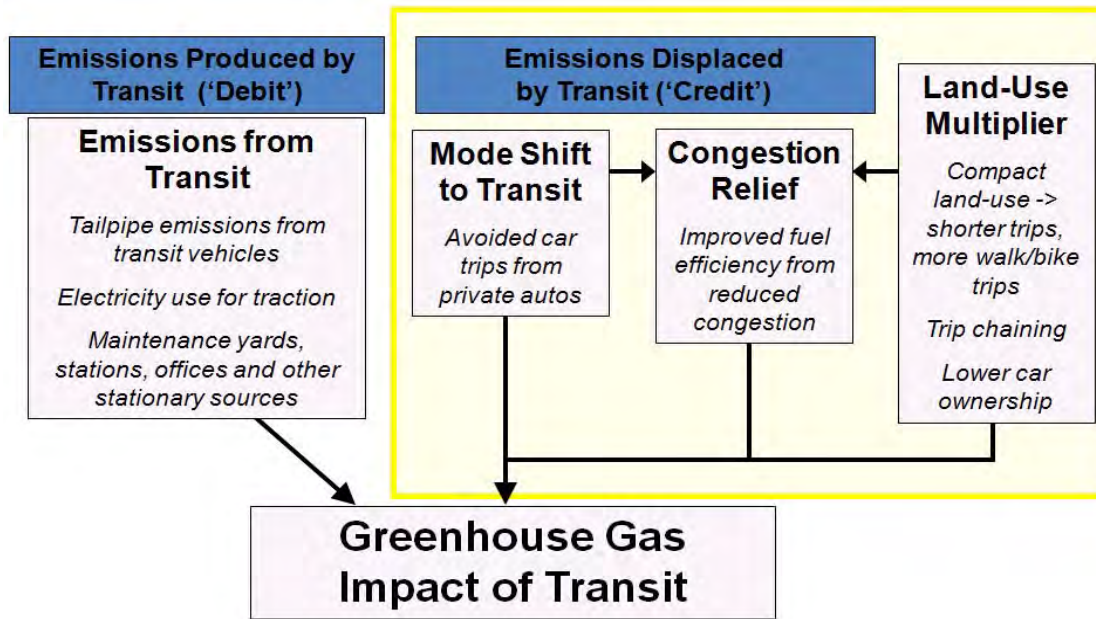 Emissions Produced by
Transit (‘Debit’)
Emissions from
Transit
Tailpipe emissions from
transit vehicles
Electricity use for traction
Maintenance yards,
stations, offices and other
stationary sources
Emissions Displaced
by Transit (‘Credit’)
Mode Shift
to Transit
Avoided car
trips from
private autos
Congestion
Relief
Improved fuel
efficiency from
reduced
congestion
Land-Use
Multiplier
Compact
land-use ->
shorter trips,
more walk/bike
trips
Trip chaining
Lower car
ownership
Greenhouse Gas
Impact of Transit